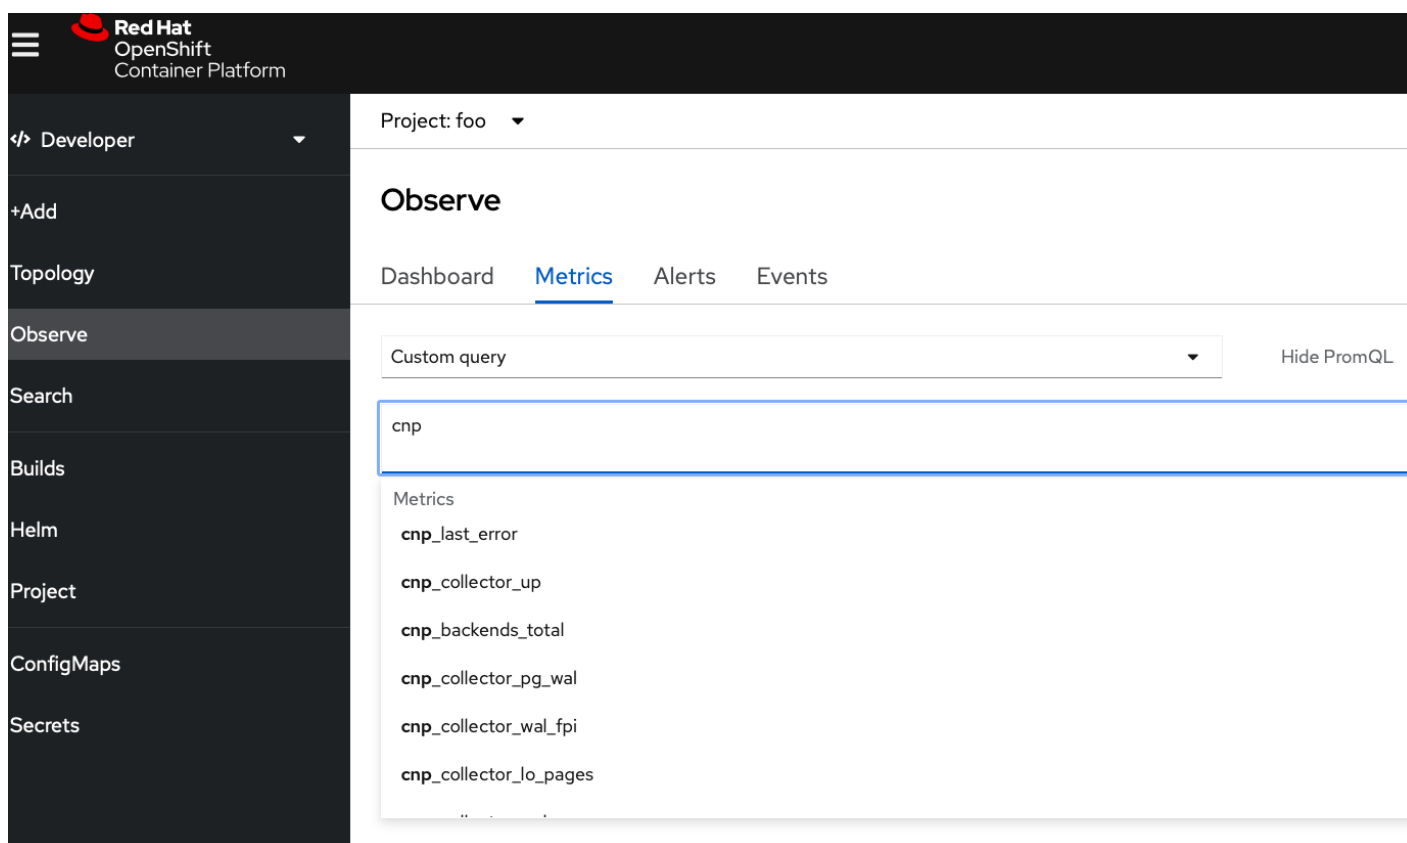 Red Hat
OpenShift
Container Platform
Developer
Project: foo
+Add
Topology
Observe
Search
Builds
Helm
Project
ConfigMaps
Secrets
Observe
Dashboard Metrics Alerts Events
Custom query Hide PromQL
cnp
Metrics
cnp_last_error
cnp_collector_up
cnp_backends_total
cnp_collector_pg_wal
cnp_collector_wal_fpi
cnp_collector_lo_pages